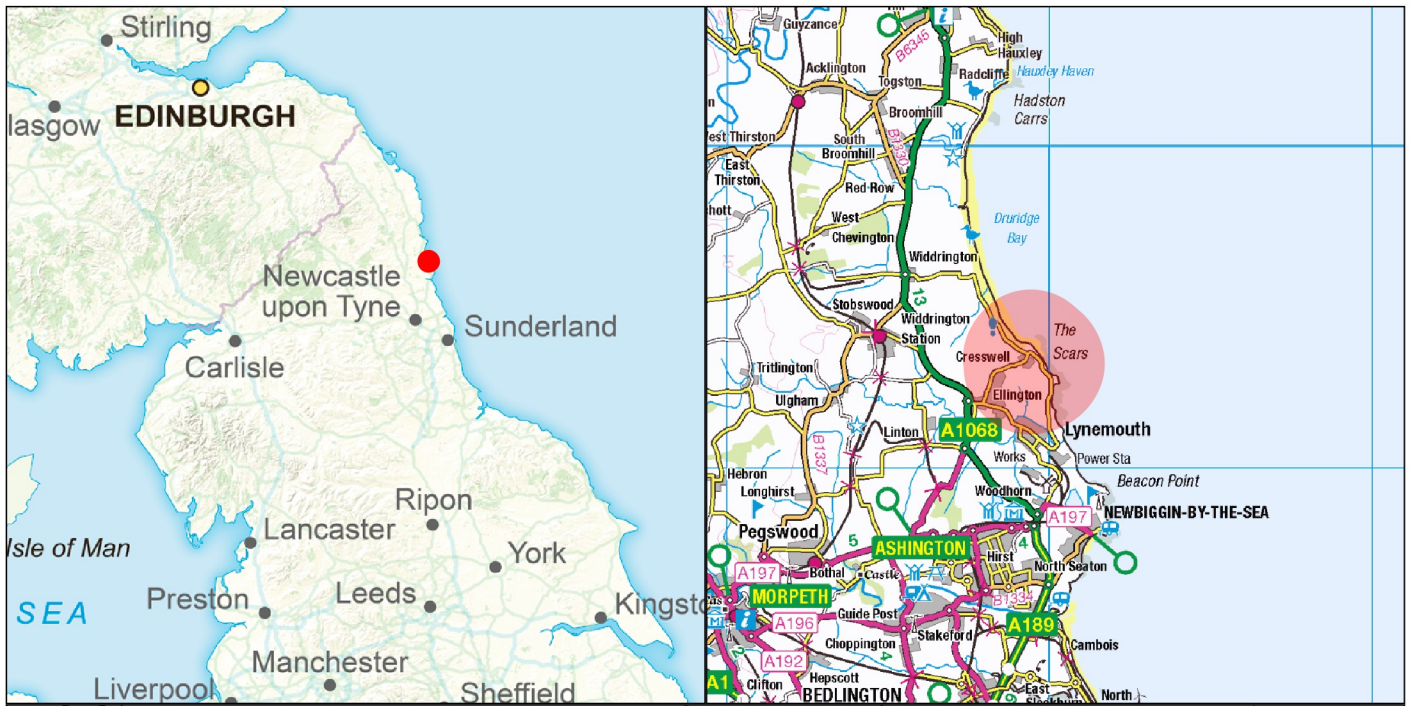 Stirling
EDINBURGH
lasgow
Newcastle
upon Tyne
Sunderland
Carlisle
Ripon
Lancaster
Isle of Man
York
Preston
Leeds
SEA
Kingsto
Manchester
Liverpool
Sheffield
Guyzance
B6345
High
Hauxley
Acklington
Togston
Radcliffe
Hauxley Haven
Hadston
Carrs
Broomhill
West Thirston
South
Broomhill
B1330
East
Thirston
Red Row
hott
West
Chevington
Druridge
Bay
Widdrington
13
Stobswood
Widdrington
Station
The
Scars
Cresswell
Tritlington
Ulgham
Ellington
A1068
Lynemouth
Linton
B1337
Works
Power Sta
Hebron
Beacon Point
Longhirst
Woodhorn
A197
NEWBIGGIN-BY-THE-SEA
Pegswood
5
ASHINGTON
4
Hirst
North Seaton
A197
Bothal
Castle
MORPETH
B1334
Guide Post
A196
Stakeford
A189
Choppington
4
Cambois
2
A192
Hepscott
A1
Clifton
BEDLINGTON
6
East
Sleekburn
North